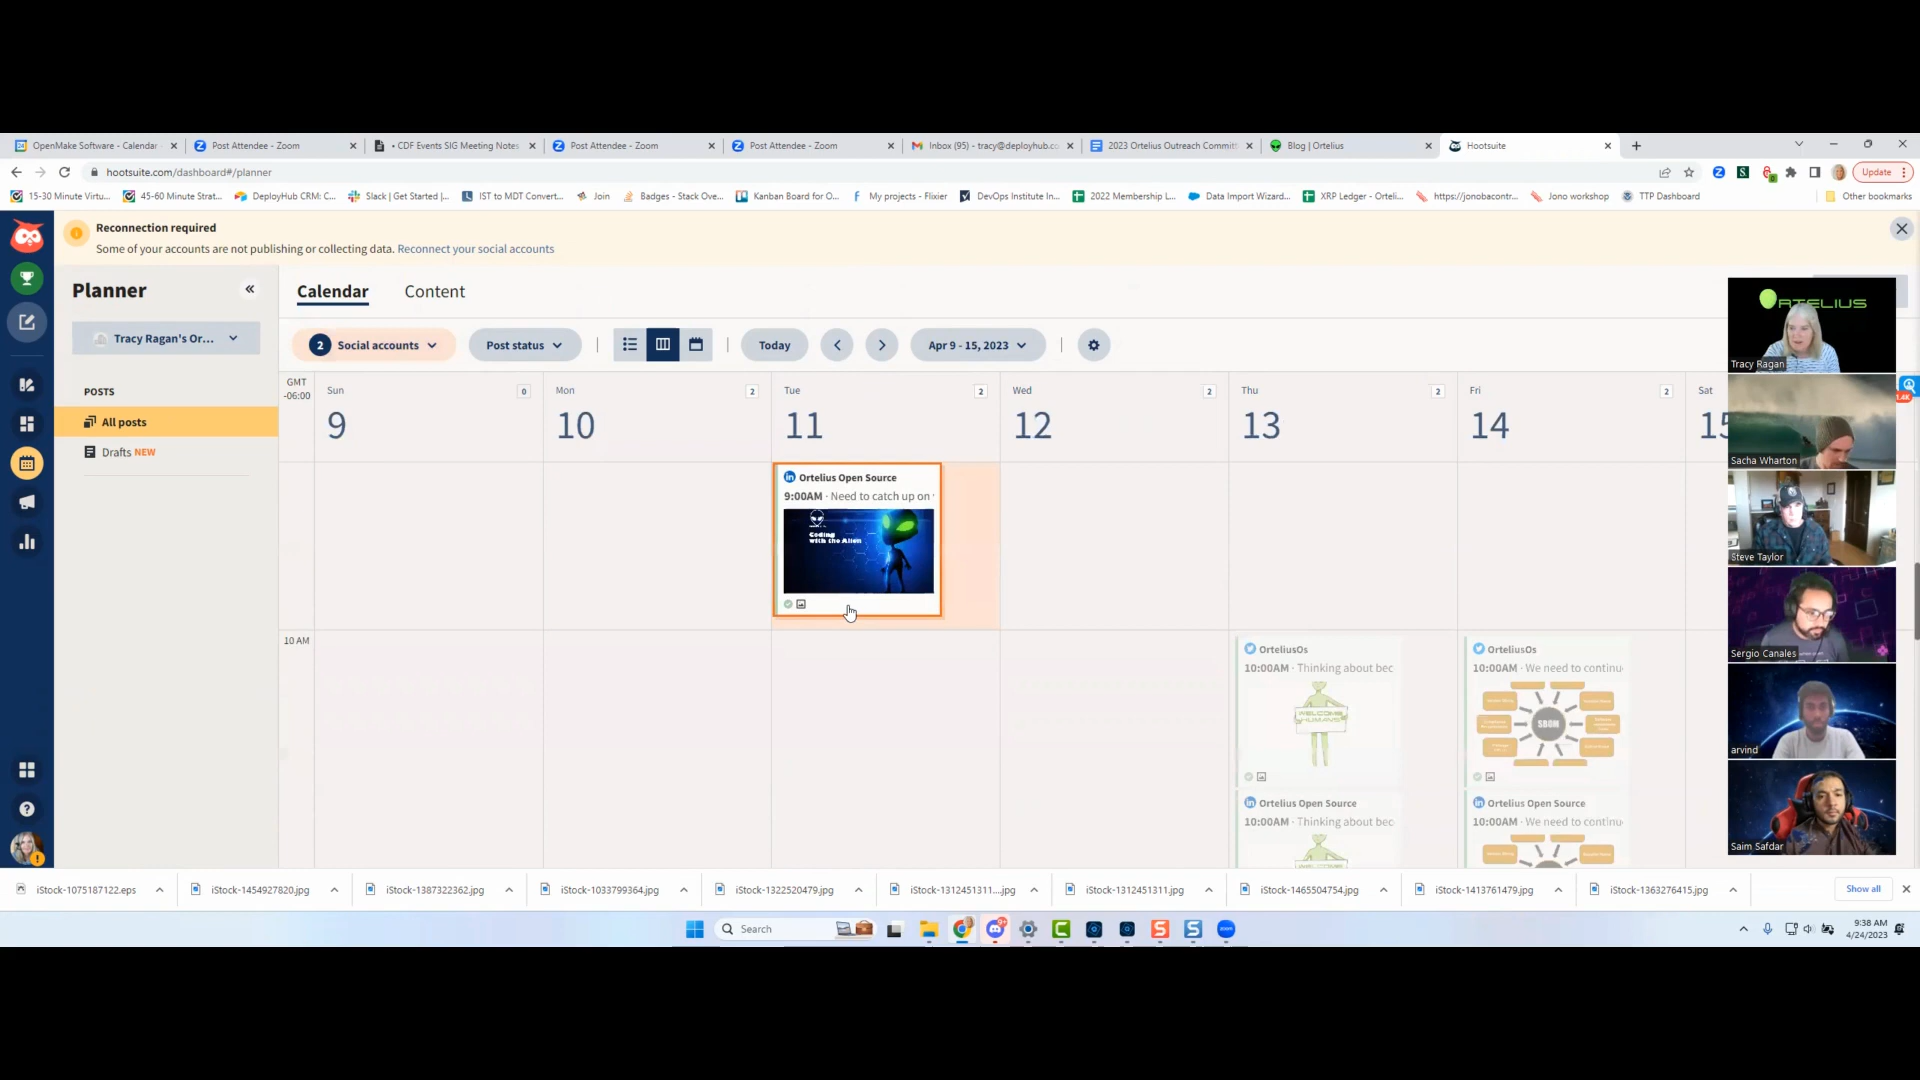 OpenMake Software - Calendar
Post Attendee - Zoom
• CDF Events SIG Meeting Notes
Post Attendee - Zoom
Post Attendee - Zoom
Inbox (95) - tracy@deployhub.co
2023 Ortelius Outreach Committ
Blog | Ortelius
Hootsuite
hootsuite.com/dashboard#/planner
Update
15-30 Minute Virtu...
45-60 Minute Strat...
DeployHub CRM: C...
Slack | Get Started |...
IST to MDT Convert...
Join
Badges - Stack Ove...
Kanban Board for O...
My projects - Flixier
DevOps Institute In...
2022 Membership L...
Data Import Wizard...
XRP Ledger - Orteli...
https://jonobacontr...
Jono workshop
TTP Dashboard
Other bookmarks
Reconnection required
Some of your accounts are not publishing or collecting data. Reconnect your social accounts
Planner
Tracy Ragan's Or...
POSTS
All posts
Drafts NEW
Calendar
Content
2 Social accounts
Post status
Today
Apr 9 - 15, 2023
GMT
-06:00
Sun
0
9
Mon
2
10
Tue
2
11
Wed
2
12
Thu
2
13
Fri
2
14
Sat
15
Ortelius Open Source
9:00AM · Need to catch up on
Coding
with the Alien
10 AM
OrteliusOs
10:00AM · Thinking about bec
WELCOME
HUMANS
Ortelius Open Source
10:00AM · Thinking about bec
OrteliusOs
10:00AM · We need to continu
SBOM
Ortelius Open Source
10:00AM · We need to continu
ORTELIUS
Tracy Ragan
Sacha Wharton
Steve Taylor
Sergio Canales
arvind
Saim Safdar
1.4K
iStock-1075187122.eps
iStock-1454927820.jpg
iStock-1387322362.jpg
iStock-1033799364.jpg
iStock-1322520479.jpg
iStock-1312451311....jpg
iStock-1312451311.jpg
iStock-1465504754.jpg
iStock-1413761479.jpg
iStock-1363276415.jpg
Show all
Search
9+
zoom
9:38 AM
4/24/2023